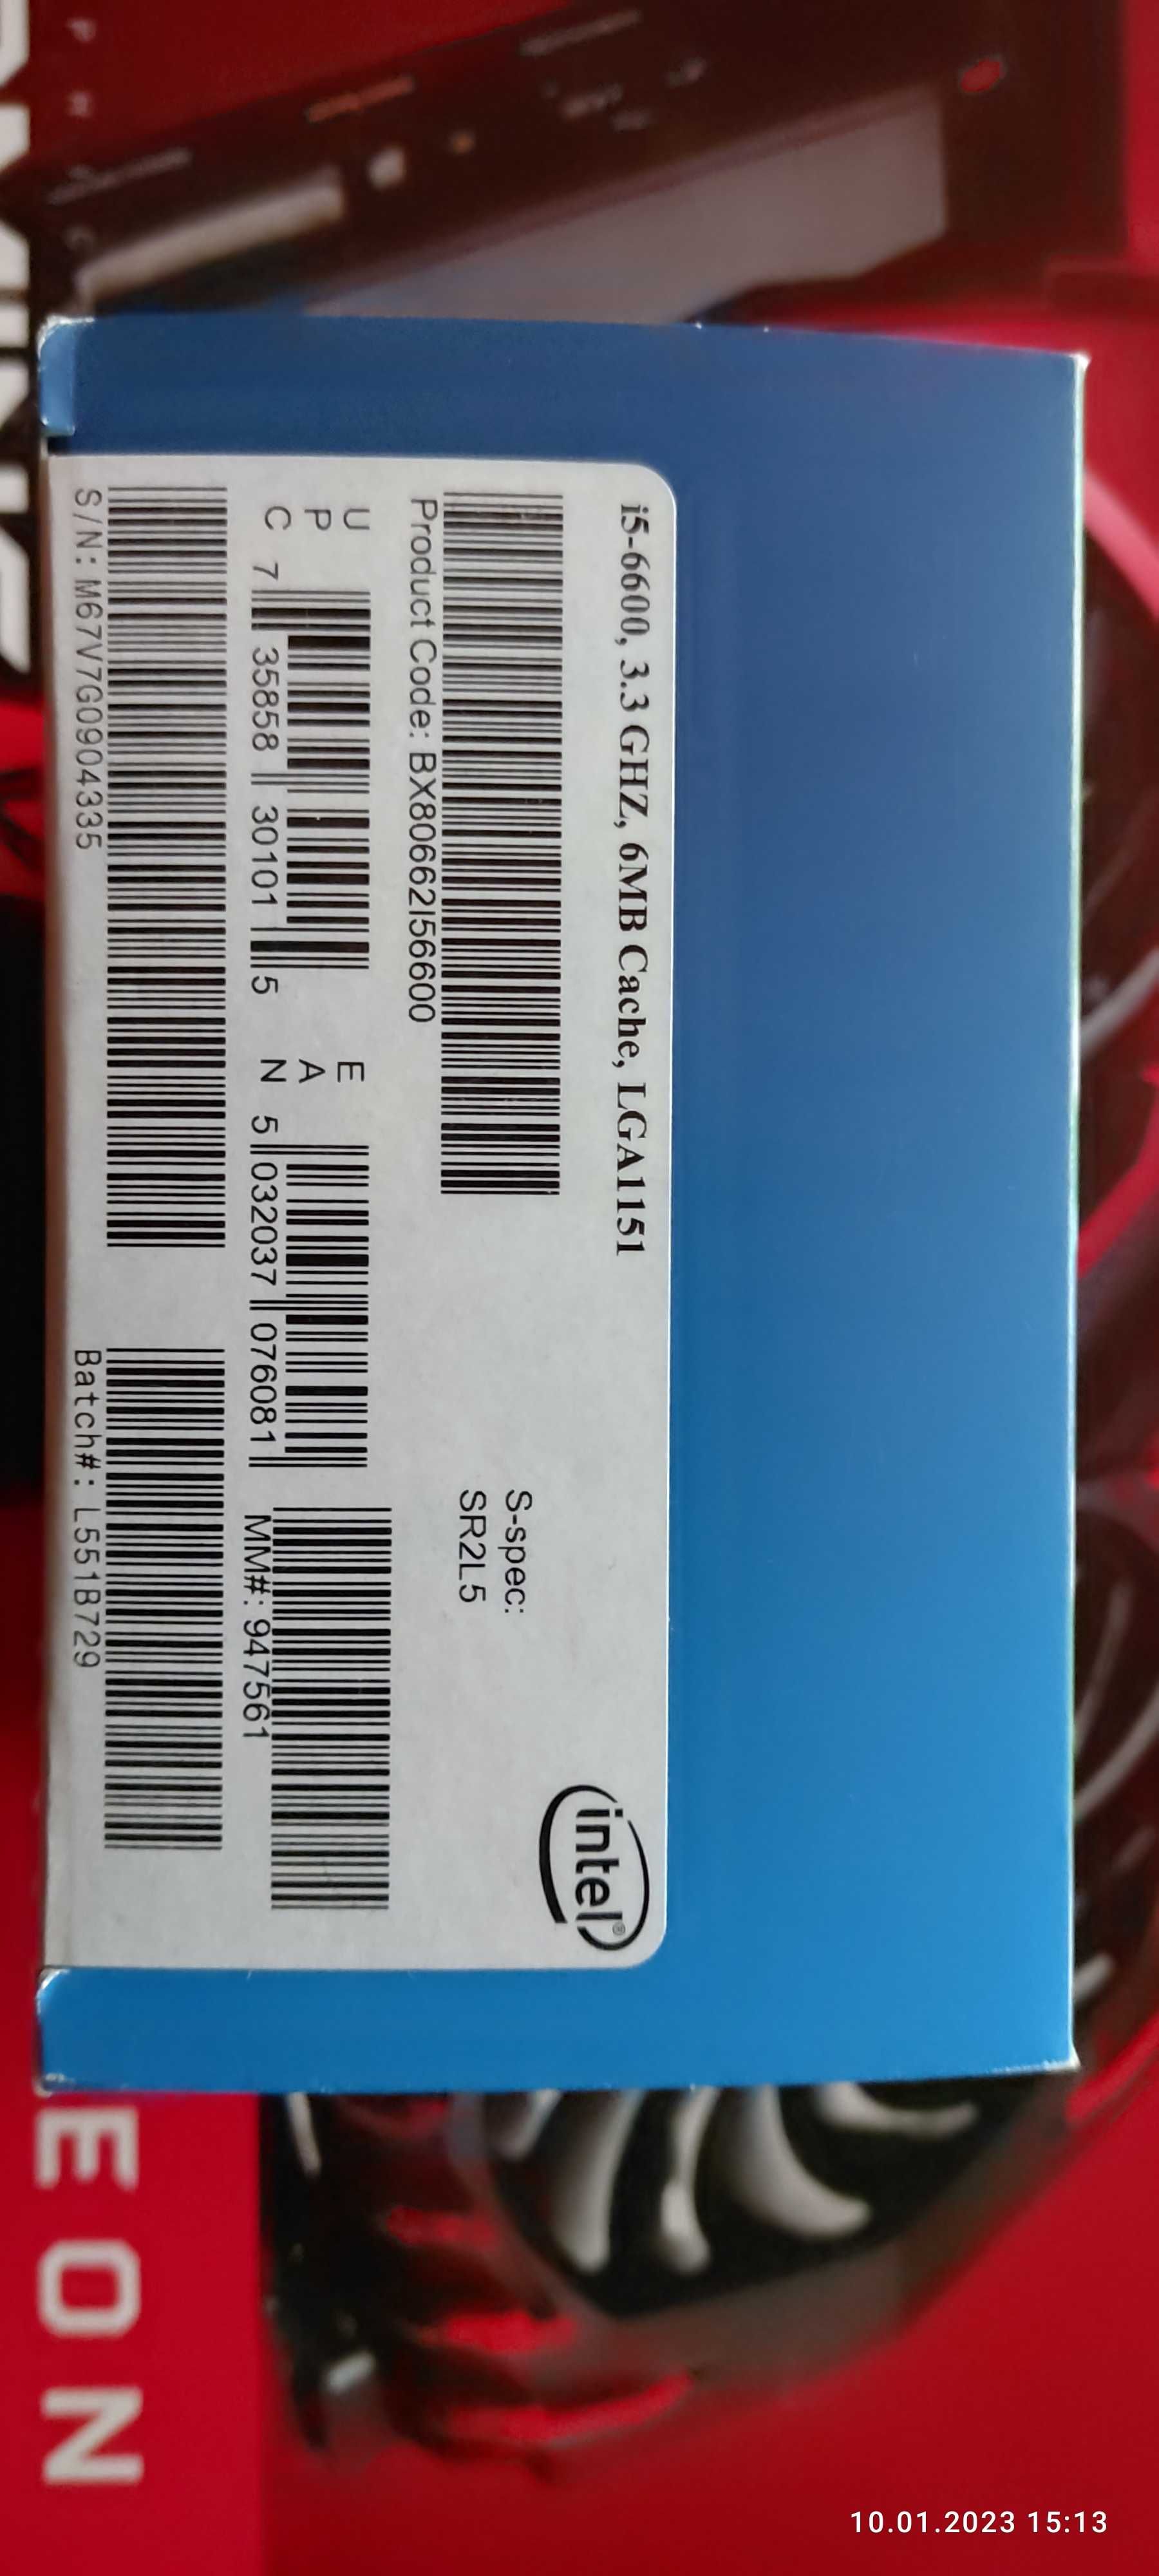 i5-6600, 3.3 GHZ, 6MB Cache, LGA1151
intel®
Product Code: BX80662I56600
S-spec:
SR2L5
UPC 7 35858 30101 5
EAN 5 032037 076081
MM#: 947561
S/N: M67V7G0904335
Batch#: L551B729
EON
10.01.2023 15:13